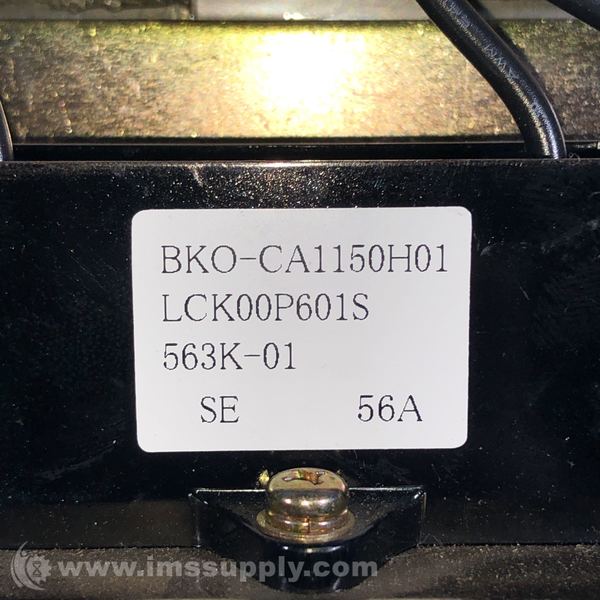 BKO-CA1150H01
LCK00P601S
563K-01
SE 56A
www.imssupply.com